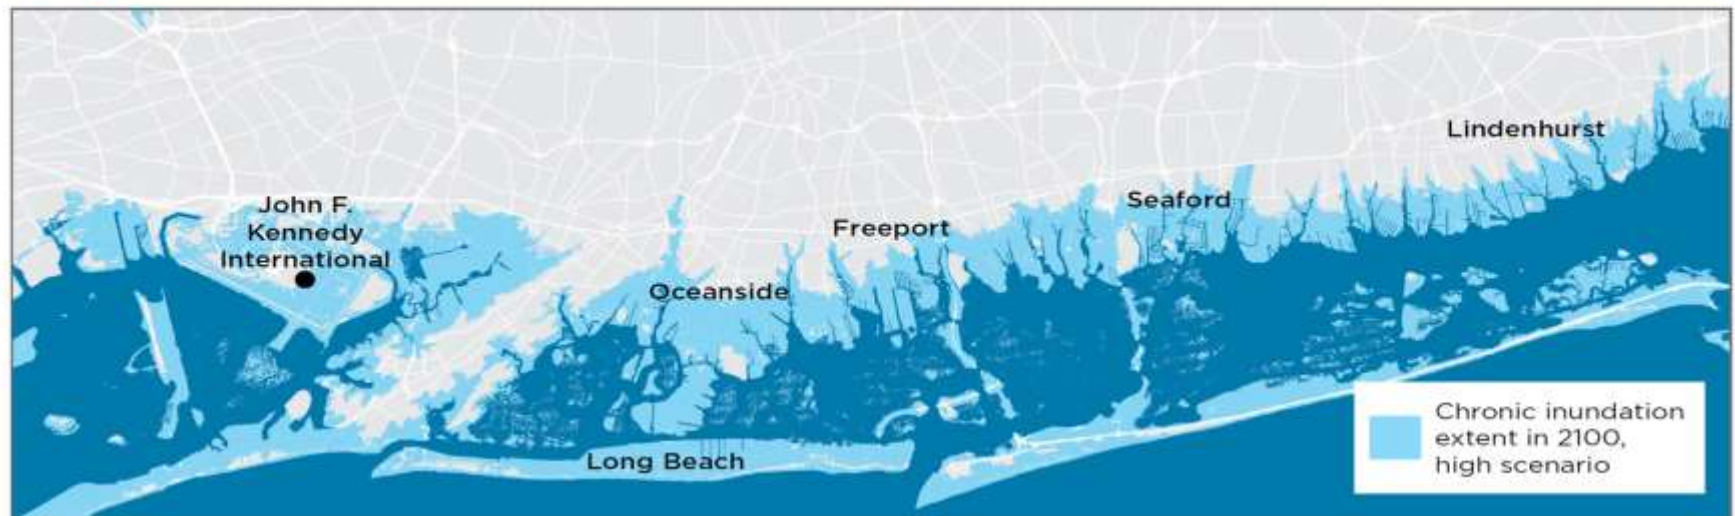 Lindenhurst
Seaford
John F.
Kennedy
International
Freeport
Oceanside
Long Beach
Chronic inundation
extent in 2100,
high scenario